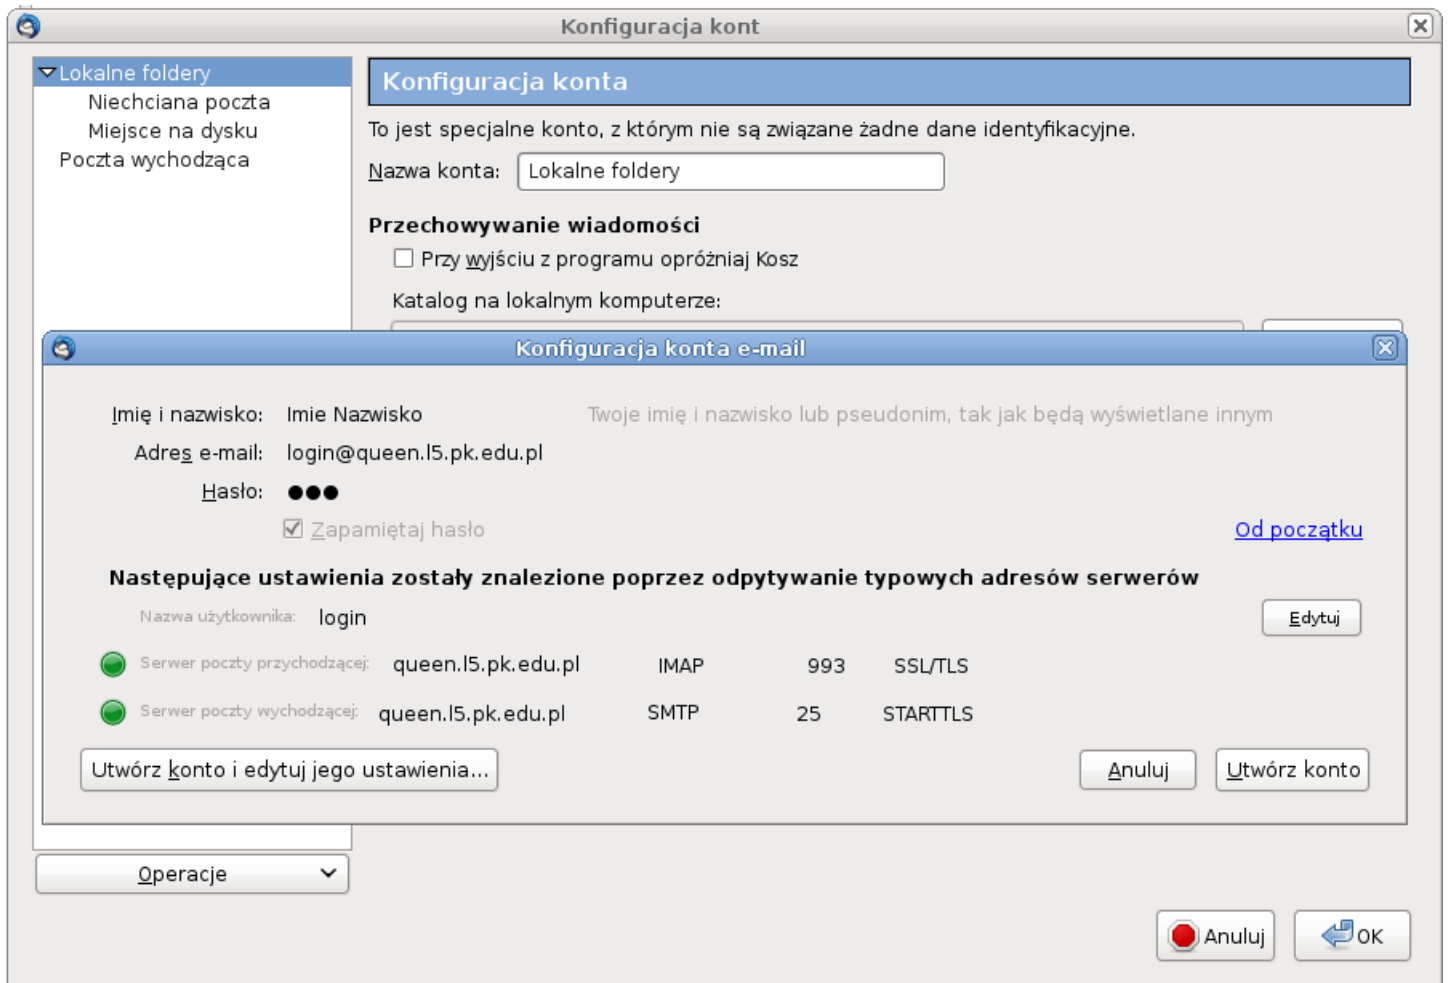 Konfiguracja kont
Lokalne foldery
Niechciana poczta
Miejsce na dysku
Poczta wychodząca
Konfiguracja konta
To jest specjalne konto, z którym nie są związane żadne dane identyfikacyjne.
Nazwa konta: Lokalne foldery
Przechowywanie wiadomości
Przy wyjściu z programu opróżniaj Kosz
Katalog na lokalnym komputerze:
Konfiguracja konta e-mail
Imię i nazwisko: Imie Nazwisko Twoje imię i nazwisko lub pseudonim, tak jak będą wyświetlane innym
Adres e-mail: login@queen.l5.pk.edu.pl
Hasło: ●●●
Zapamiętaj hasło Od początku
Następujące ustawienia zostały znalezione poprzez odpytywanie typowych adresów serwerów
Nazwa użytkownika: login Edytuj
Serwer poczty przychodzącej: queen.l5.pk.edu.pl IMAP 993 SSL/TLS
Serwer poczty wychodzącej: queen.l5.pk.edu.pl SMTP 25 STARTTLS
Utwórz konto i edytuj jego ustawienia... Anuluj Utwórz konto
Operacje
Anuluj OK